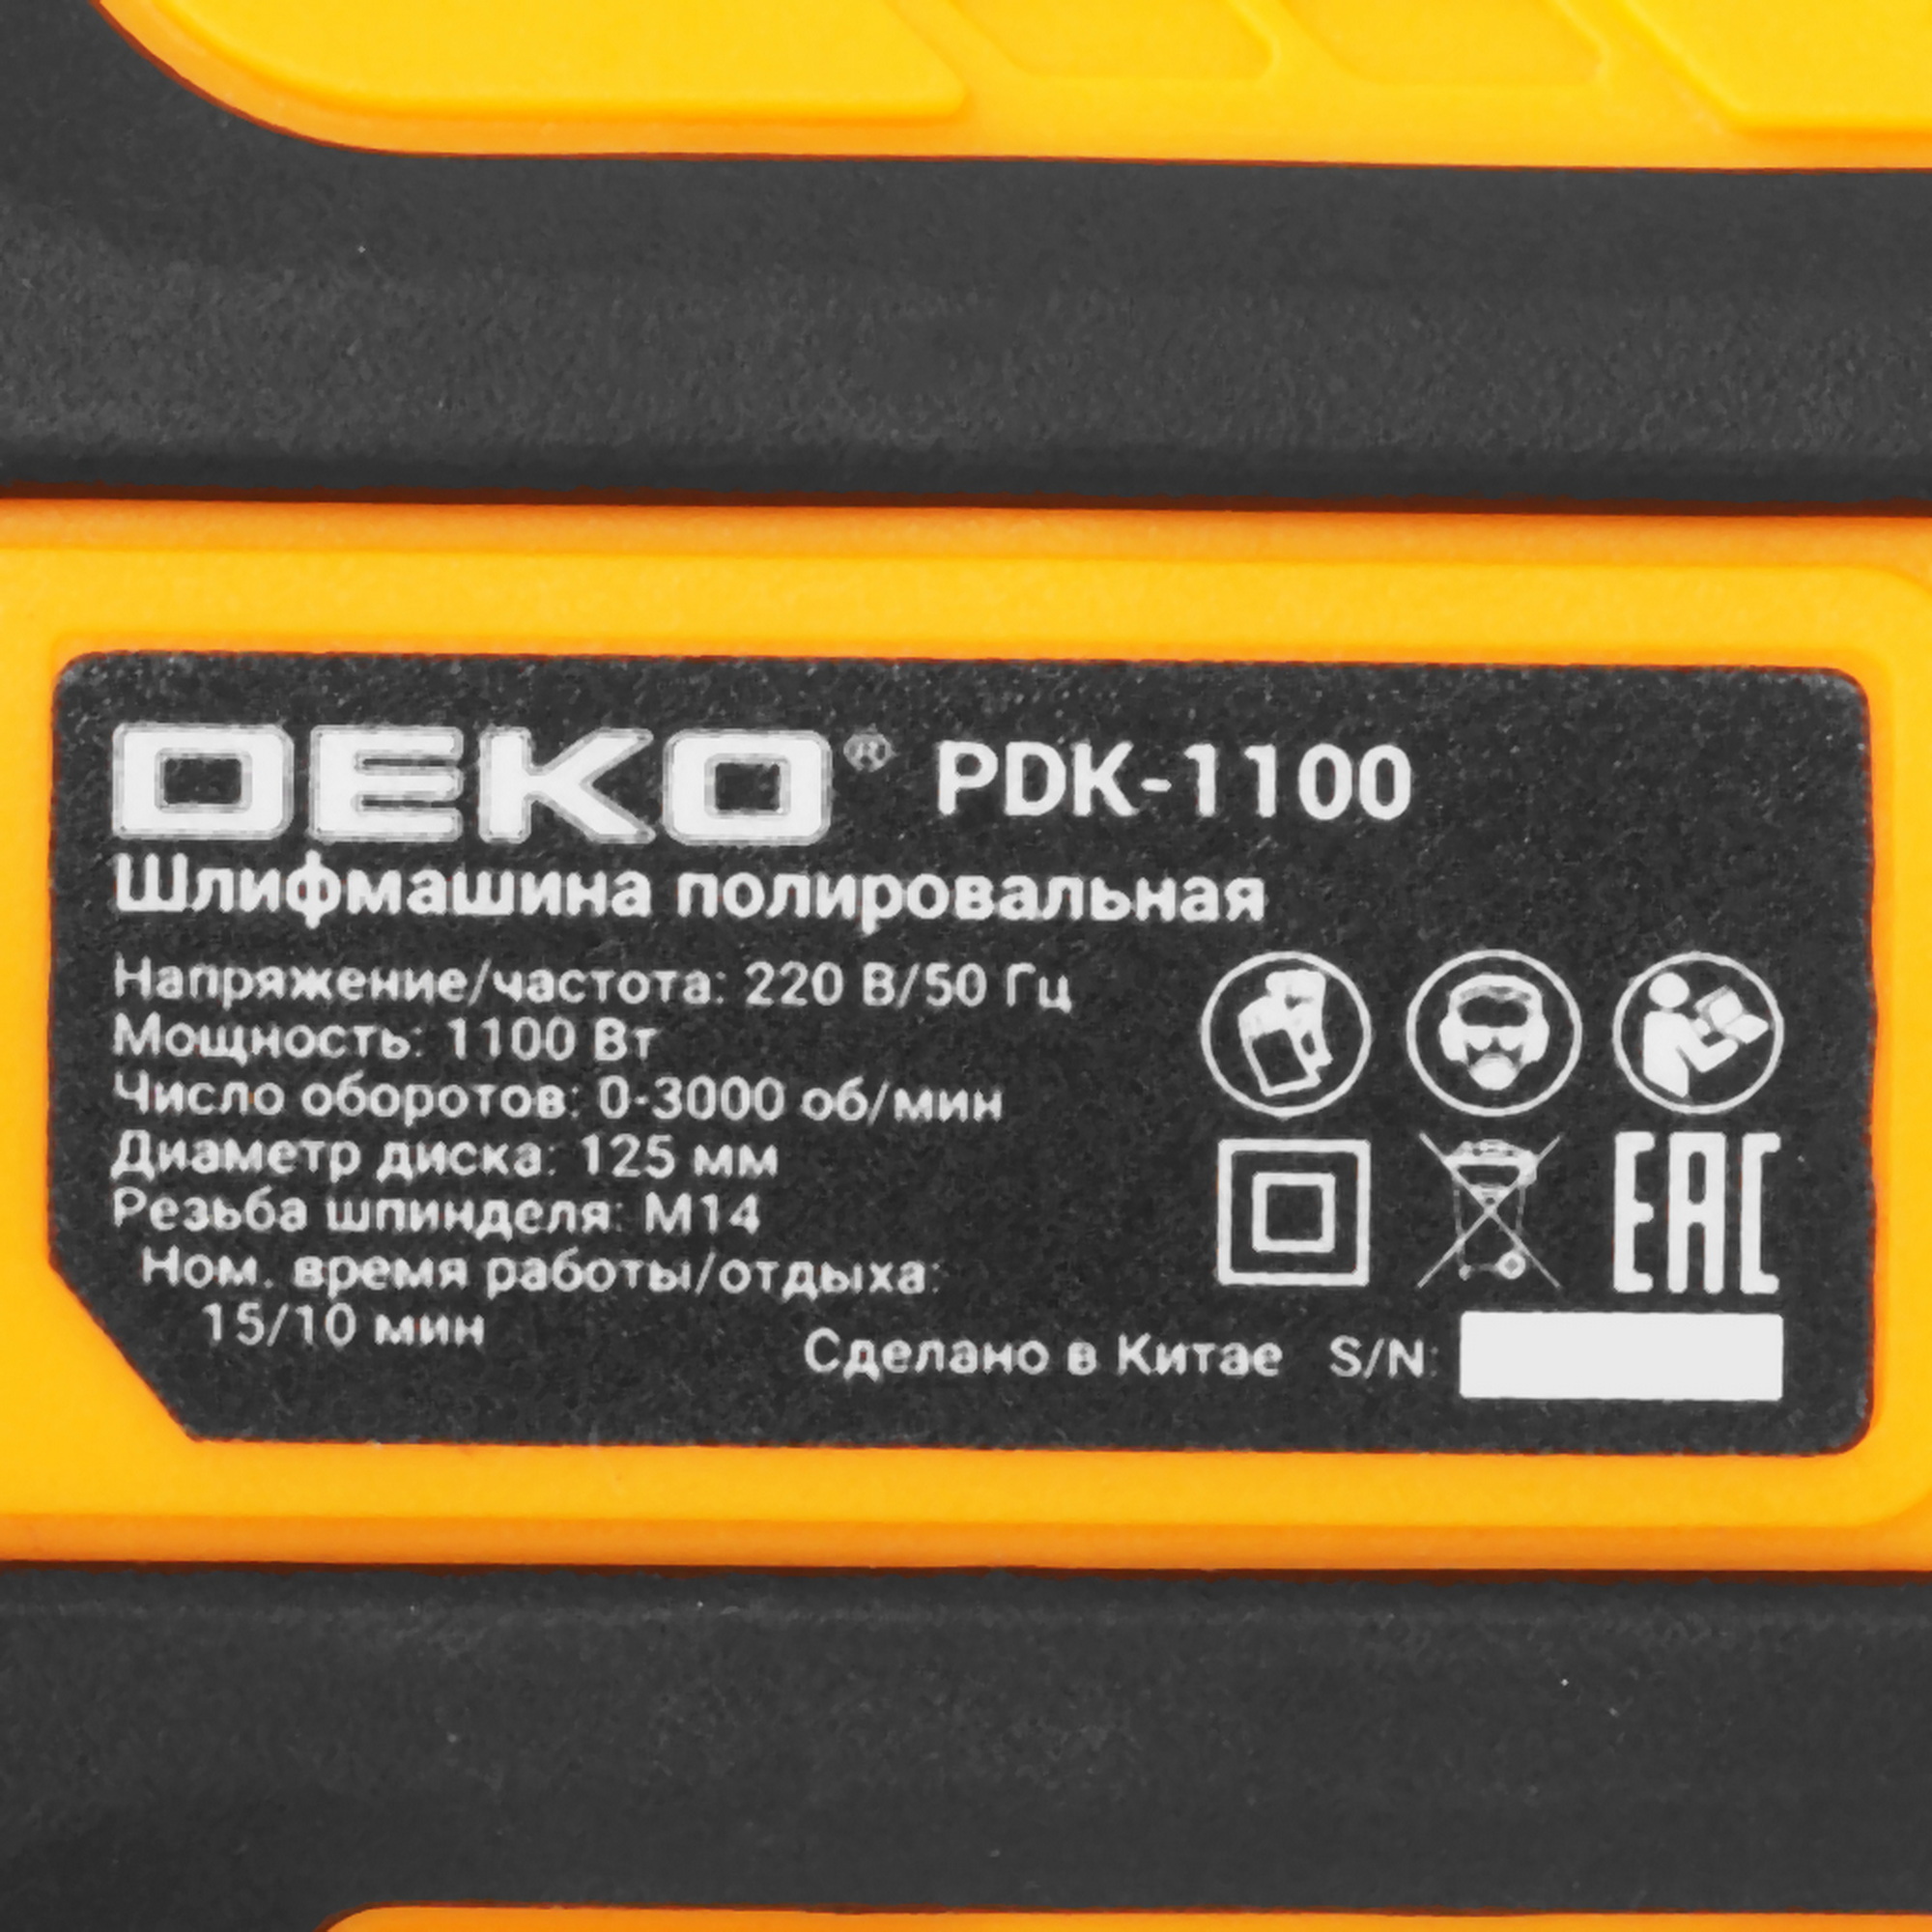 DEKO® PDK-1100
Шлифмашина полировальная
Напряжение/частота: 220 В/50 Гц
Мощность: 1100 Вт
Число оборотов: 0-3000 об/мин
Диаметр диска: 125 мм
Резьба шпинделя: М14
Ном. время работы/отдыха:
15/10 мин
EAC
Сделано в Китае S/N: